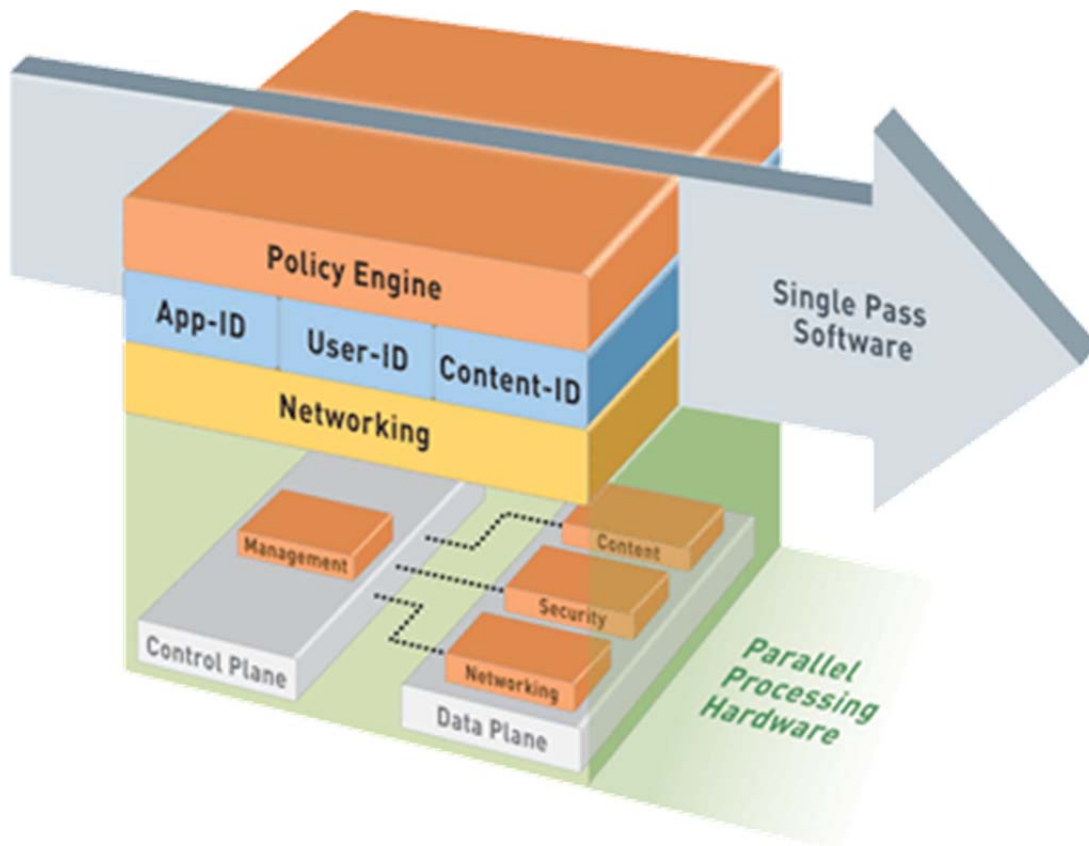 Policy Engine
App-ID
User-ID
Content-ID
Networking
Single Pass
Software
Management
Content
Security
Networking
Control Plane
Data Plane
Parallel
Processing
Hardware